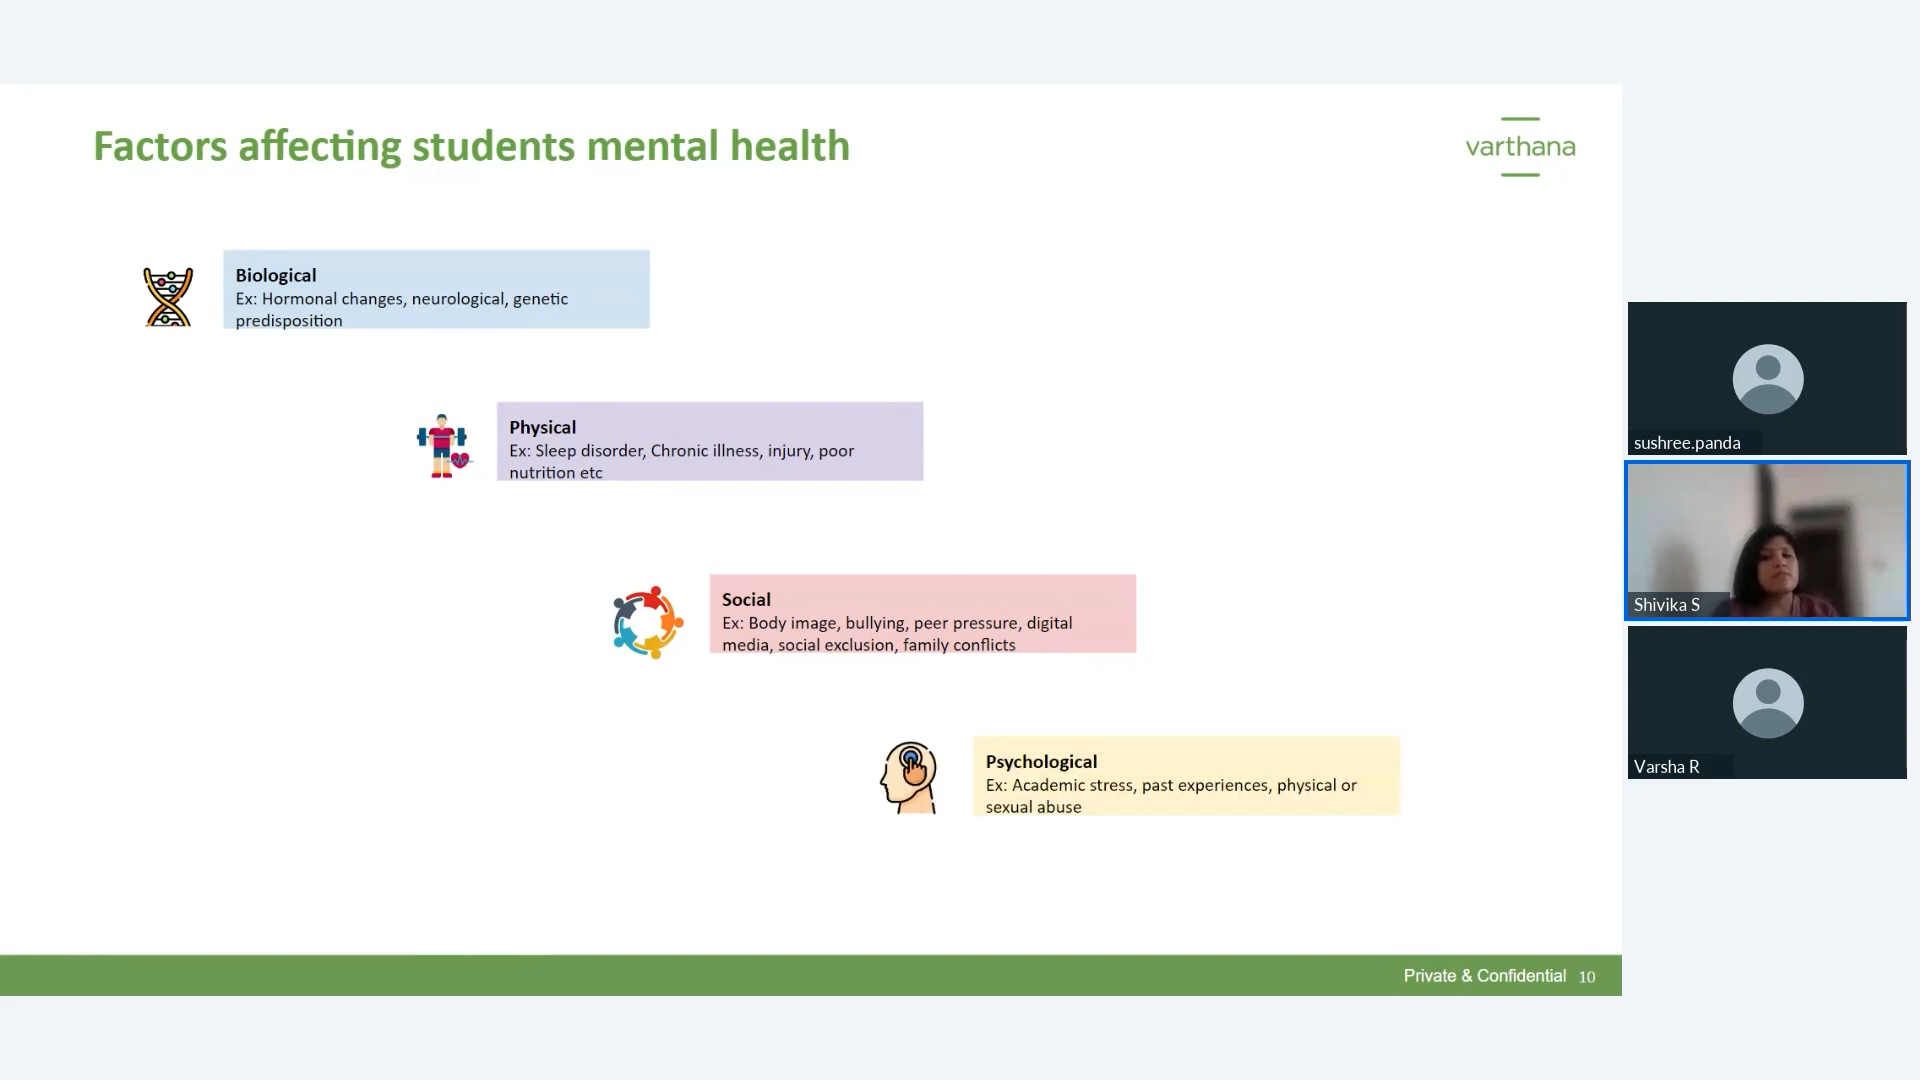 Factors affecting students mental health
varthana
Biological
Ex: Hormonal changes, neurological, genetic
predisposition
Physical
Ex: Sleep disorder, Chronic illness, injury, poor
nutrition etc
Social
Ex: Body image, bullying, peer pressure, digital
media, social exclusion, family conflicts
Psychological
Ex: Academic stress, past experiences, physical or
sexual abuse
Private & Confidential 10
sushree.panda
Shivika S
Varsha R